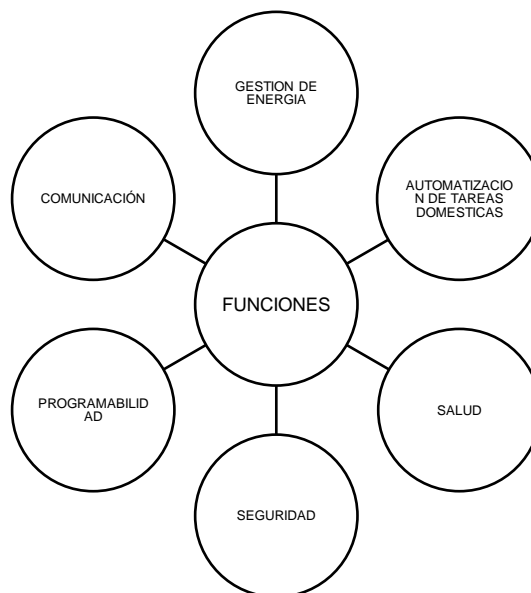 GESTION DE
ENERGIA
COMUNICACIÓN
AUTOMATIZACIO
N DE TAREAS
DOMESTICAS
FUNCIONES
PROGRAMABILID
AD
SALUD
SEGURIDAD